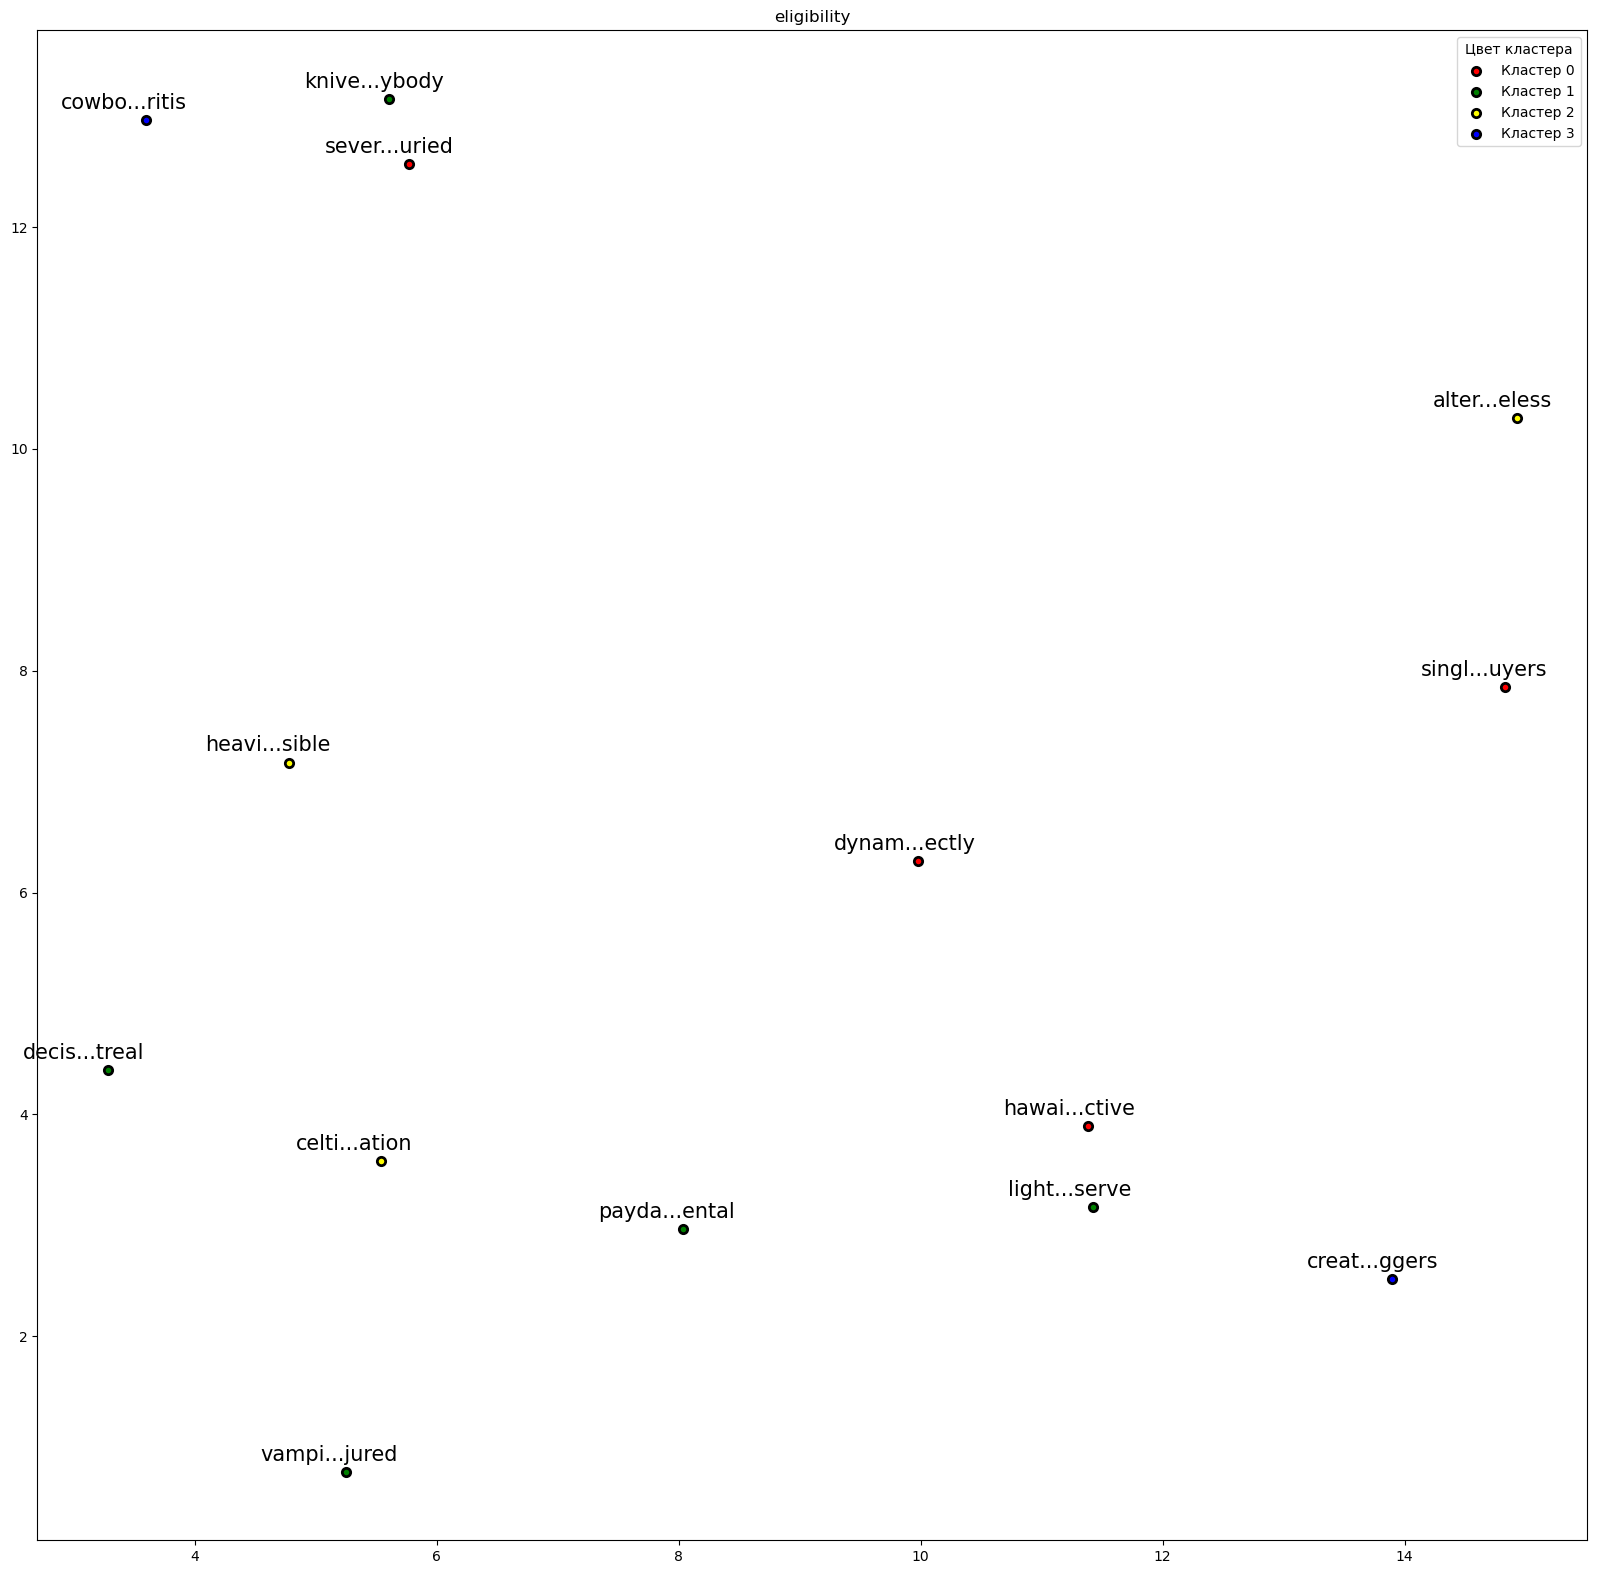 eligibility
Цвет кластера
Кластер 0
Кластер 1
Кластер 2
Кластер 3
knive...ybody
cowbo...ritis
sever...uried
alter...eless
singl...uyers
heavi...sible
dynam...ectly
decis...treal
hawai...ctive
celti...ation
light...serve
payda...ental
creat...ggers
vampi...jured
12
10
8
6
4
2
4
6
8
10
12
14